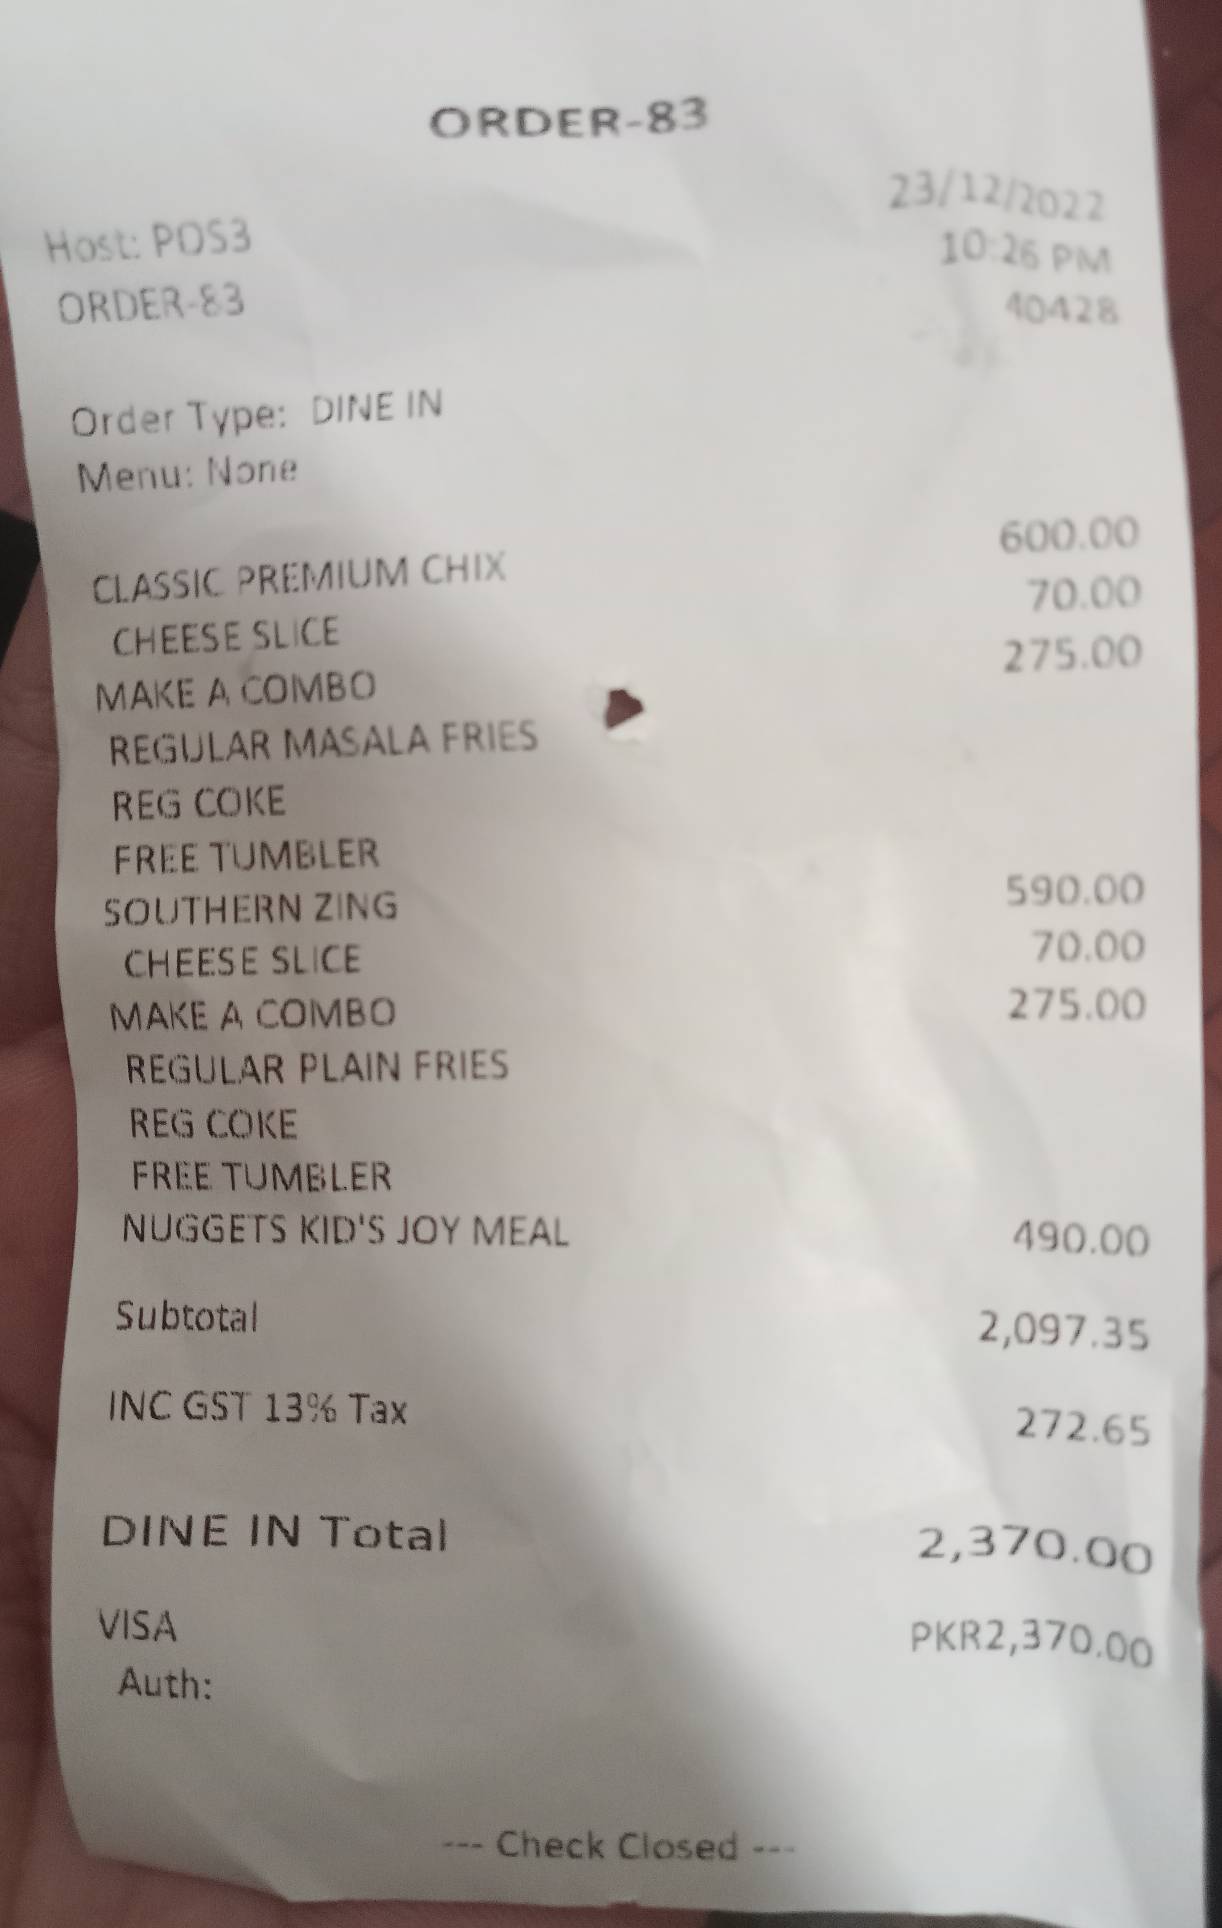 ORDER-83
23/12/2022
Host: POS3 10:26 PM
ORDER-83 40428
Order Type: DINE IN
Menu: None
CLASSIC PREMIUM CHIX 600.00
CHEESE SLICE 70.00
MAKE A COMBO 275.00
REGULAR MASALA FRIES
REG COKE
FREE TUMBLER
SOUTHERN ZING 590.00
CHEESE SLICE 70.00
MAKE A COMBO 275.00
REGULAR PLAIN FRIES
REG COKE
FREE TUMBLER
NUGGETS KID'S JOY MEAL 490.00
Subtotal 2,097.35
INC GST 13% Tax 272.65
DINE IN Total 2,370.00
VISA PKR2,370.00
Auth:
--- Check Closed ---